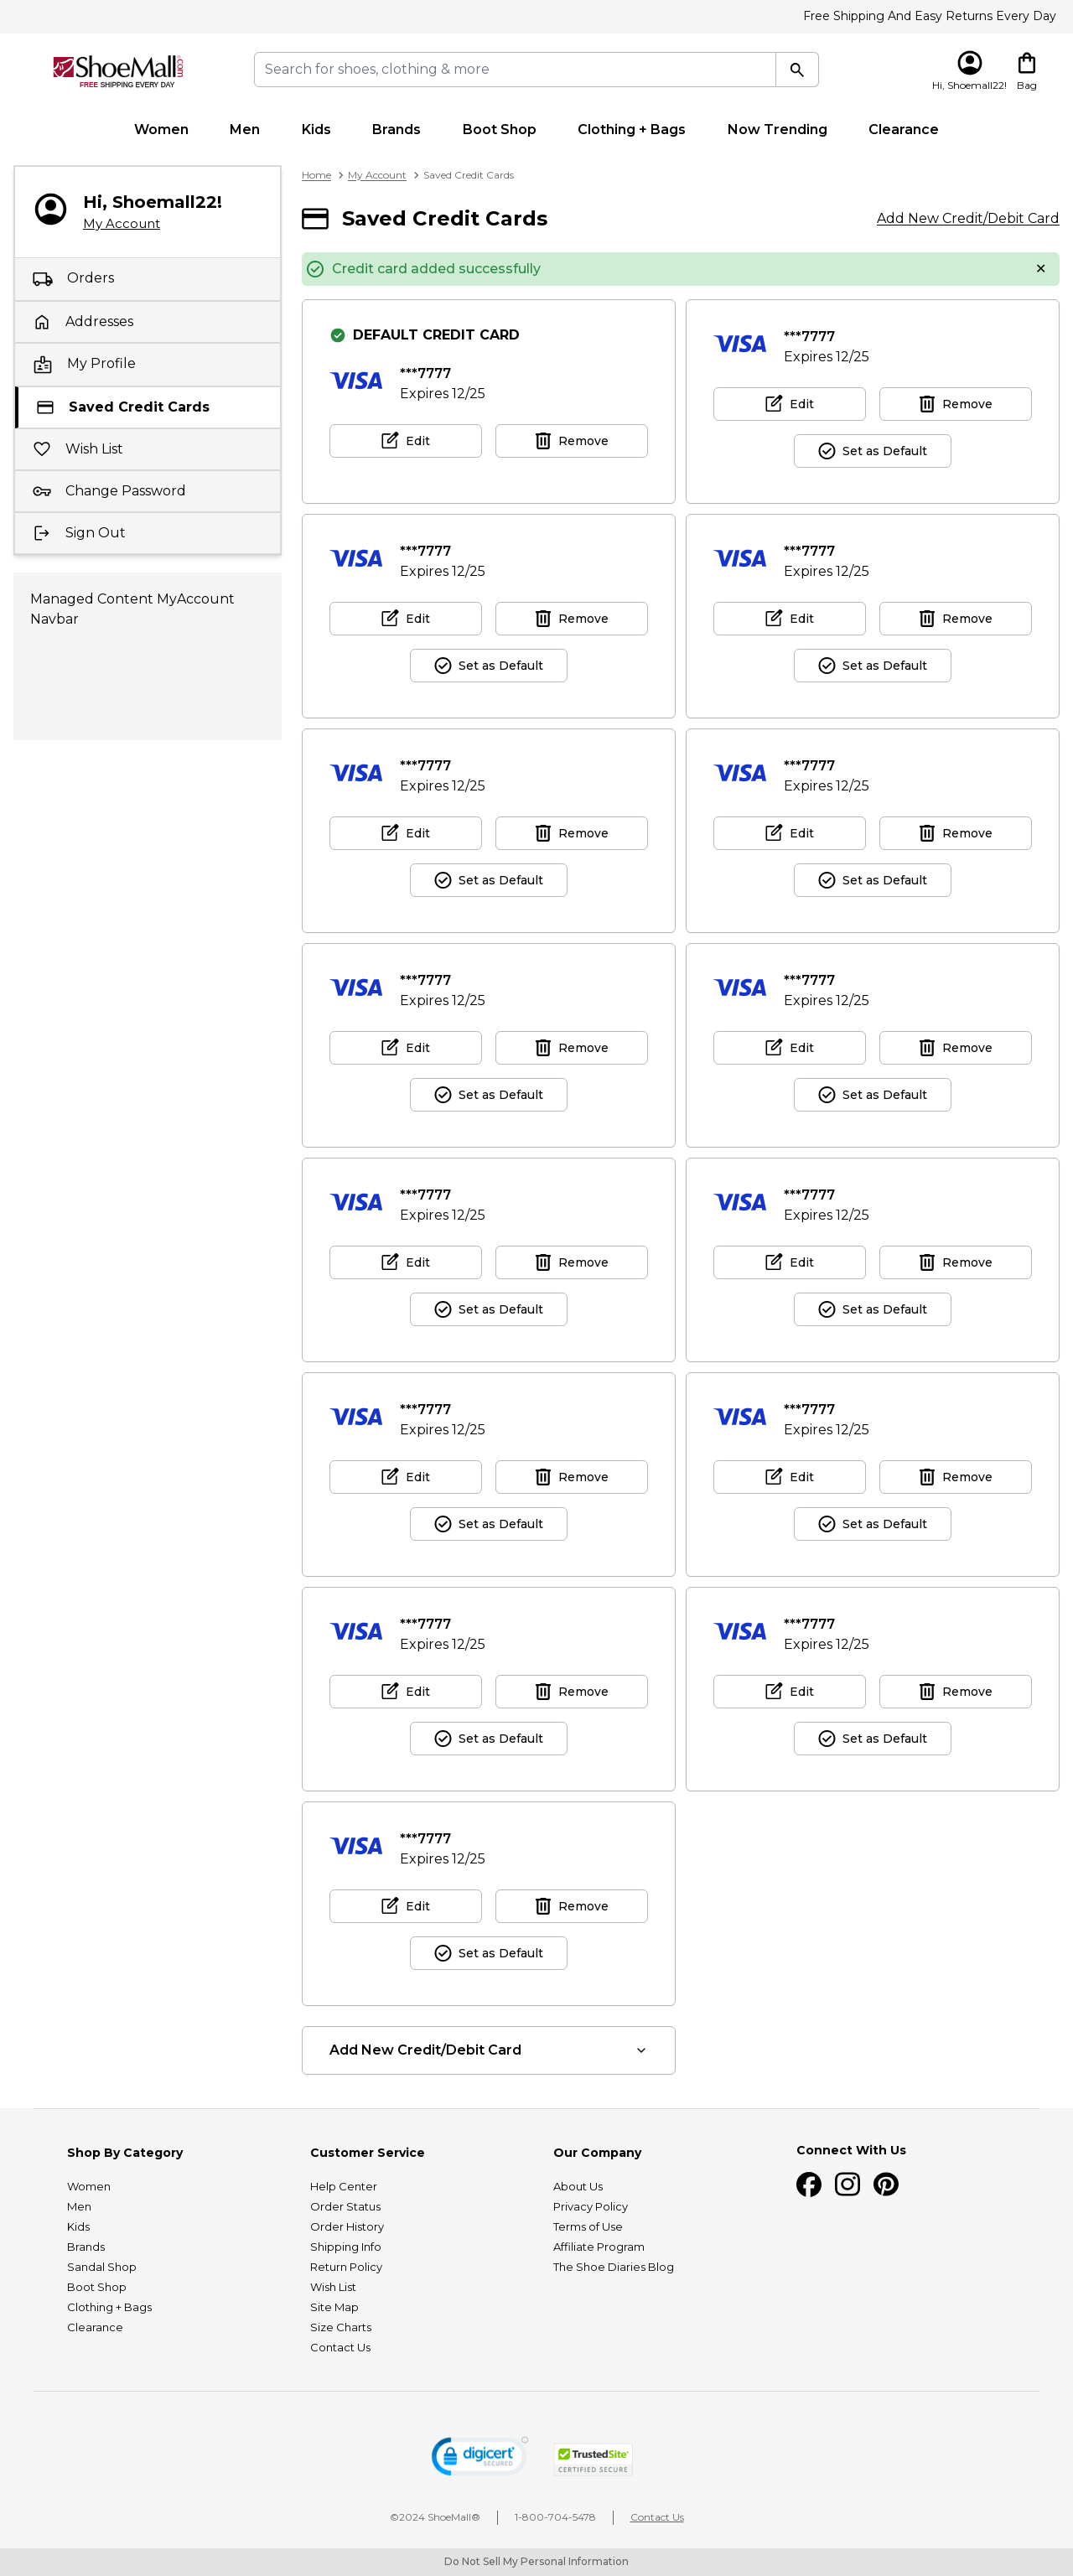 Free Shipping And Easy Returns Every Day
ShoeMall.com
FREE SHIPPING EVERY DAY
Search for shoes, clothing & more
Hi, Shoemall22!
Bag
Women Men Kids Brands Boot Shop Clothing + Bags Now Trending Clearance
Hi, Shoemall22!
My Account
Orders
Addresses
My Profile
Saved Credit Cards
Wish List
Change Password
Sign Out
Managed Content MyAccount
Navbar
Home > My Account > Saved Credit Cards
Saved Credit Cards
Add New Credit/Debit Card
Credit card added successfully
DEFAULT CREDIT CARD
VISA ***7777
Expires 12/25
Edit Remove
VISA ***7777
Expires 12/25
Edit Remove
Set as Default
VISA ***7777
Expires 12/25
Edit Remove
Set as Default
VISA ***7777
Expires 12/25
Edit Remove
Set as Default
VISA ***7777
Expires 12/25
Edit Remove
Set as Default
VISA ***7777
Expires 12/25
Edit Remove
Set as Default
VISA ***7777
Expires 12/25
Edit Remove
Set as Default
VISA ***7777
Expires 12/25
Edit Remove
Set as Default
VISA ***7777
Expires 12/25
Edit Remove
Set as Default
VISA ***7777
Expires 12/25
Edit Remove
Set as Default
VISA ***7777
Expires 12/25
Edit Remove
Set as Default
VISA ***7777
Expires 12/25
Edit Remove
Set as Default
VISA ***7777
Expires 12/25
Edit Remove
Set as Default
VISA ***7777
Expires 12/25
Edit Remove
Set as Default
VISA ***7777
Expires 12/25
Edit Remove
Set as Default
Add New Credit/Debit Card
Shop By Category
Women
Men
Kids
Brands
Sandal Shop
Boot Shop
Clothing + Bags
Clearance
Customer Service
Help Center
Order Status
Order History
Shipping Info
Return Policy
Wish List
Site Map
Size Charts
Contact Us
Our Company
About Us
Privacy Policy
Terms of Use
Affiliate Program
The Shoe Diaries Blog
Connect With Us
digicert
SECURED
TrustedSite
CERTIFIED SECURE
©2024 ShoeMall® | 1-800-704-5478 | Contact Us
Do Not Sell My Personal Information